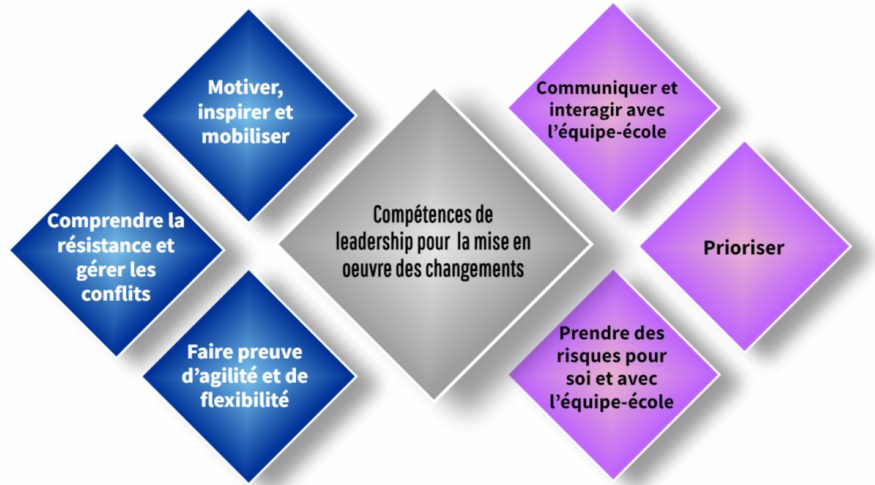 Motiver,
inspirer et
mobiliser
Comprendre la
résistance et
gérer les
conflits
Faire preuve
d'agilité et de
flexibilité
Compétences de
leadership pour la mise en
oeuvre des changements
Communiquer et
interagir avec
l'équipe-école
Prioriser
Prendre des
risques pour
soi et avec
l'équipe-école